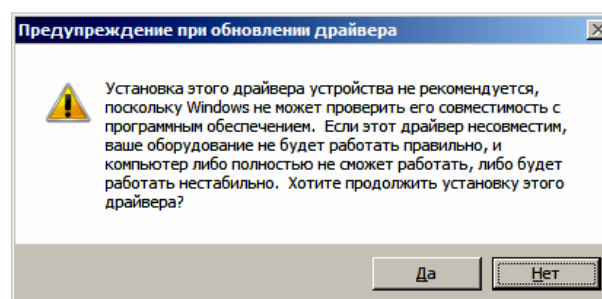 Предупреждение при обновлении драйвера
Установка этого драйвера устройства не рекомендуется,
поскольку Windows не может проверить его совместимость с
программным обеспечением.  Если этот драйвер несовместим,
ваше оборудование не будет работать правильно, и
компьютер либо полностью не сможет работать, либо будет
работать нестабильно.  Хотите продолжить установку этого
драйвера?
Да
Нет